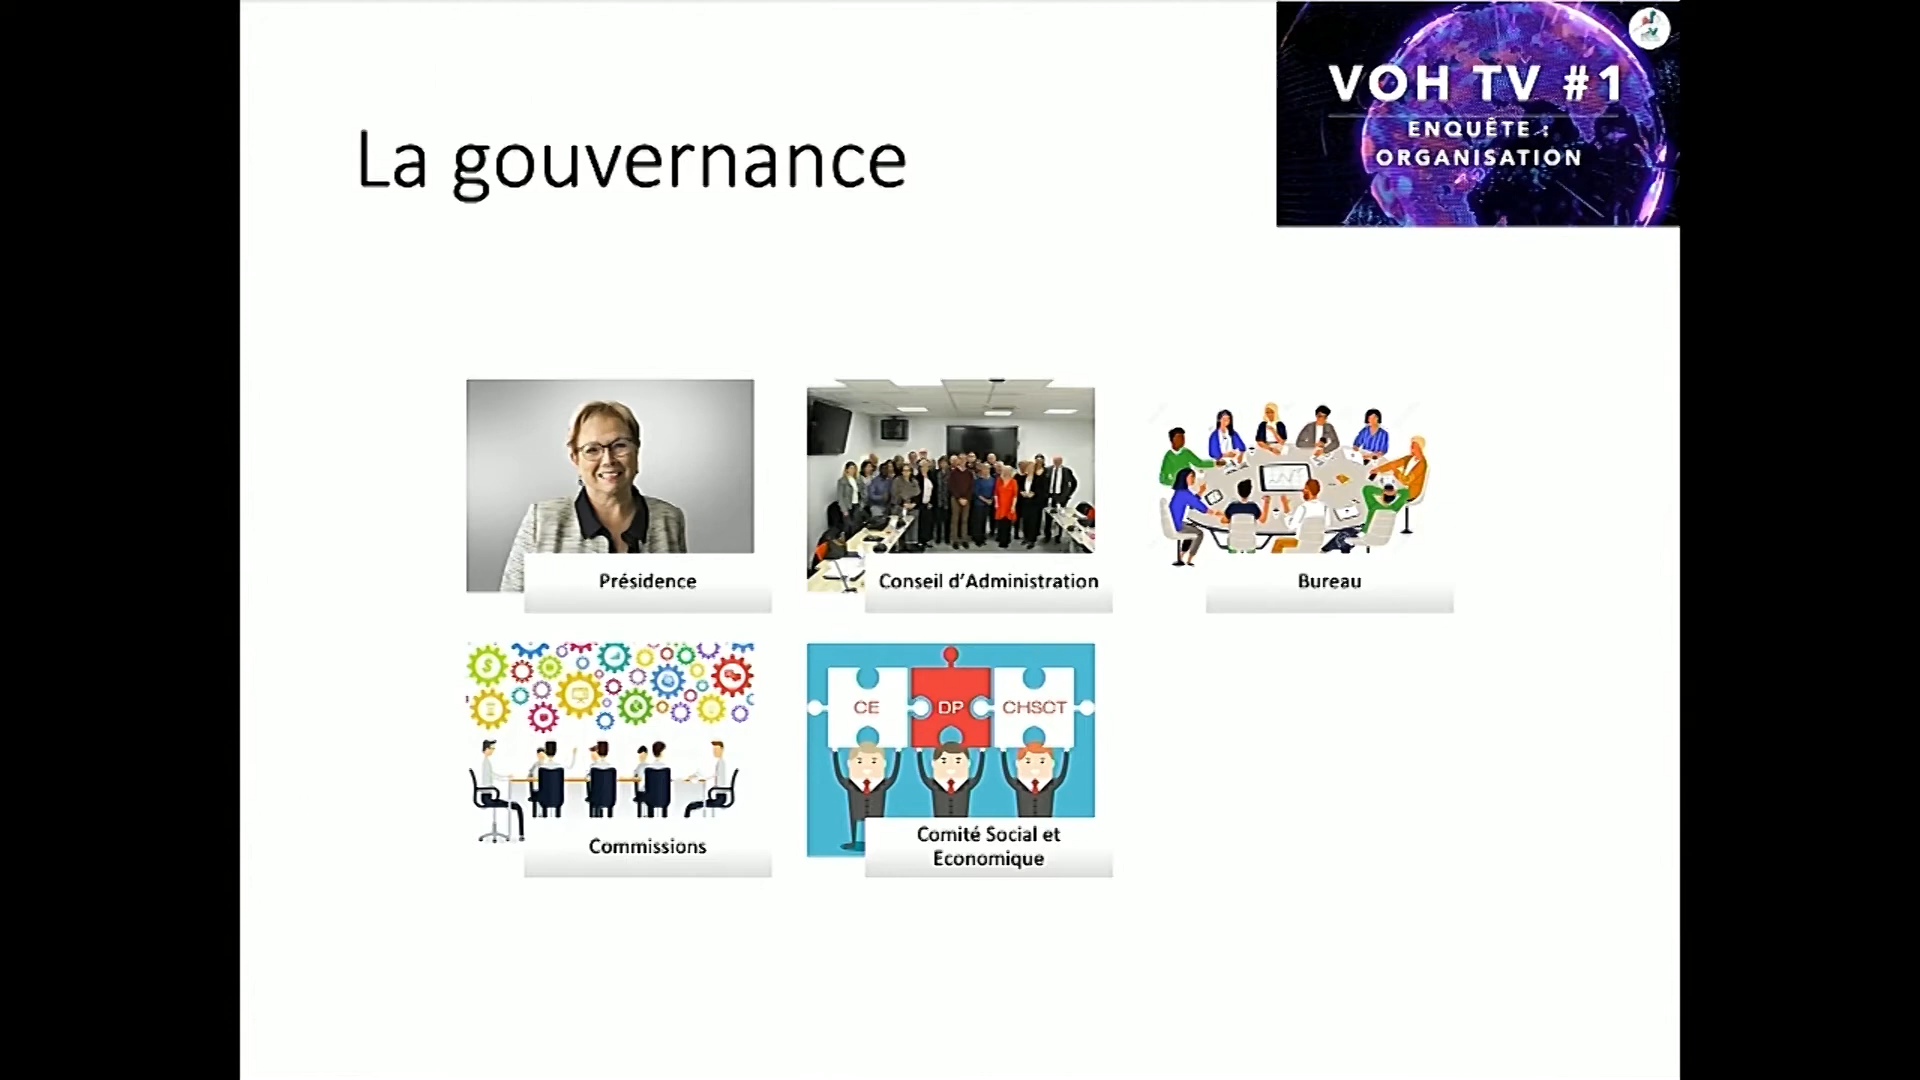 VOH TV #1
ENQUÊTE :
ORGANISATION
La gouvernance
Présidence
Conseil d'Administration
Bureau
CE
DP
CHSCT
Commissions
Comité Social et
Economique